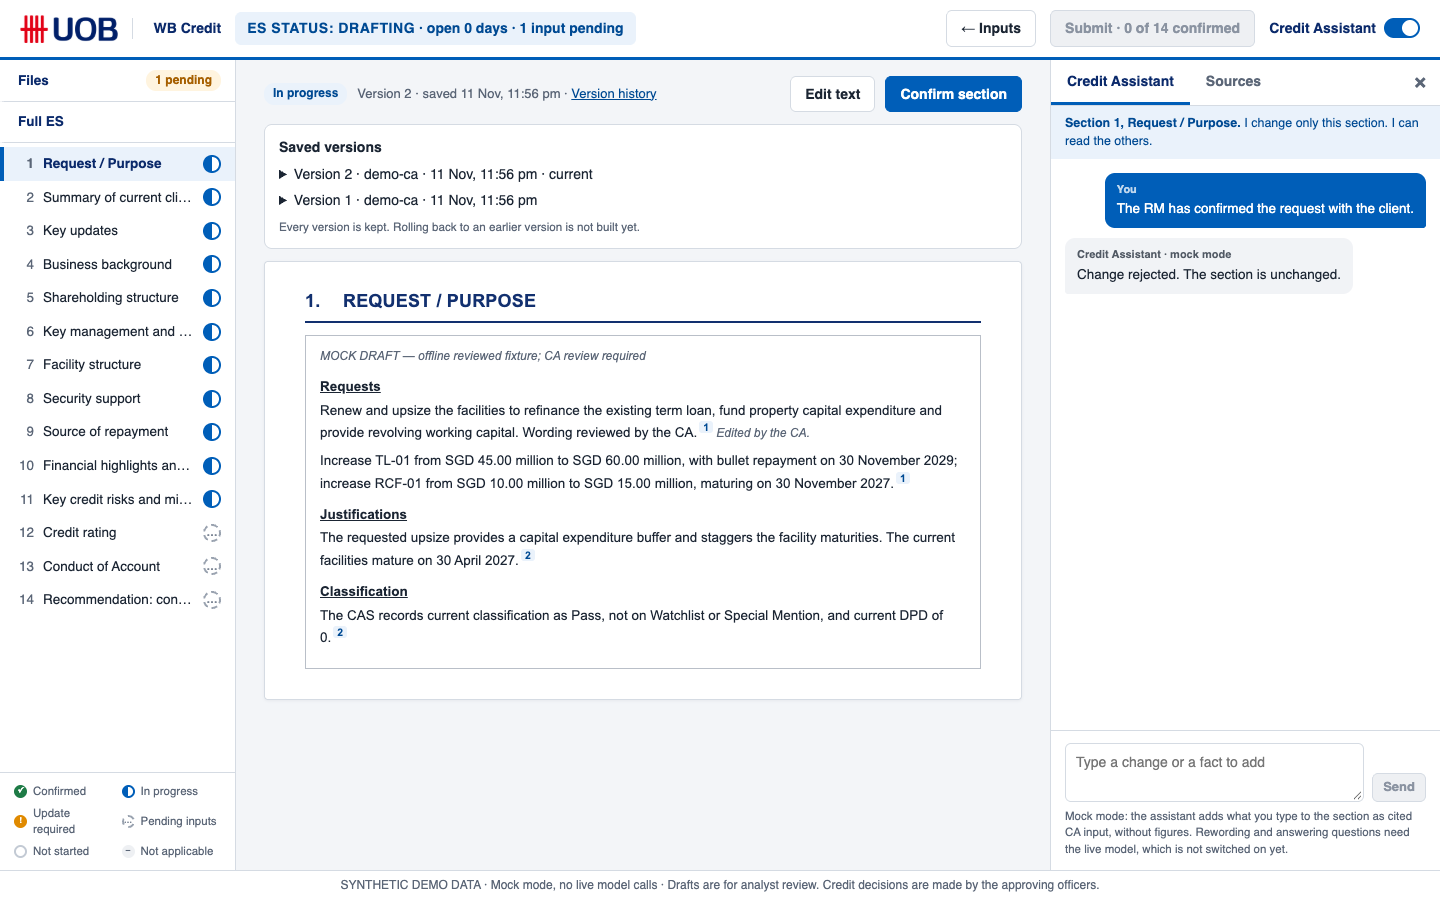 UOB
WB Credit
ES STATUS: DRAFTING · open 0 days · 1 input pending
← Inputs
Submit · 0 of 14 confirmed
Credit Assistant
Files
1 pending
Full ES
1 Request / Purpose
2 Summary of current cli...
3 Key updates
4 Business background
5 Shareholding structure
6 Key management and ...
7 Facility structure
8 Security support
9 Source of repayment
10 Financial highlights an...
11 Key credit risks and mi...
12 Credit rating
13 Conduct of Account
14 Recommendation: con...
Confirmed
In progress
Update
required
Pending inputs
Not started
Not applicable
In progress
Version 2 · saved 11 Nov, 11:56 pm · Version history
Edit text
Confirm section
Saved versions
Version 2 · demo-ca · 11 Nov, 11:56 pm · current
Version 1 · demo-ca · 11 Nov, 11:56 pm
Every version is kept. Rolling back to an earlier version is not built yet.
1. REQUEST / PURPOSE
MOCK DRAFT — offline reviewed fixture; CA review required
Requests
Renew and upsize the facilities to refinance the existing term loan, fund property capital expenditure and
provide revolving working capital. Wording reviewed by the CA. 1 Edited by the CA.
Increase TL-01 from SGD 45.00 million to SGD 60.00 million, with bullet repayment on 30 November 2029;
increase RCF-01 from SGD 10.00 million to SGD 15.00 million, maturing on 30 November 2027. 1
Justifications
The requested upsize provides a capital expenditure buffer and staggers the facility maturities. The current
facilities mature on 30 April 2027. 2
Classification
The CAS records current classification as Pass, not on Watchlist or Special Mention, and current DPD of
0. 2
Credit Assistant
Sources
×
Section 1, Request / Purpose. I change only this section. I can
read the others.
You
The RM has confirmed the request with the client.
Credit Assistant · mock mode
Change rejected. The section is unchanged.
Type a change or a fact to add
Send
Mock mode: the assistant adds what you type to the section as cited
CA input, without figures. Rewording and answering questions need
the live model, which is not switched on yet.
SYNTHETIC DEMO DATA · Mock mode, no live model calls · Drafts are for analyst review. Credit decisions are made by the approving officers.